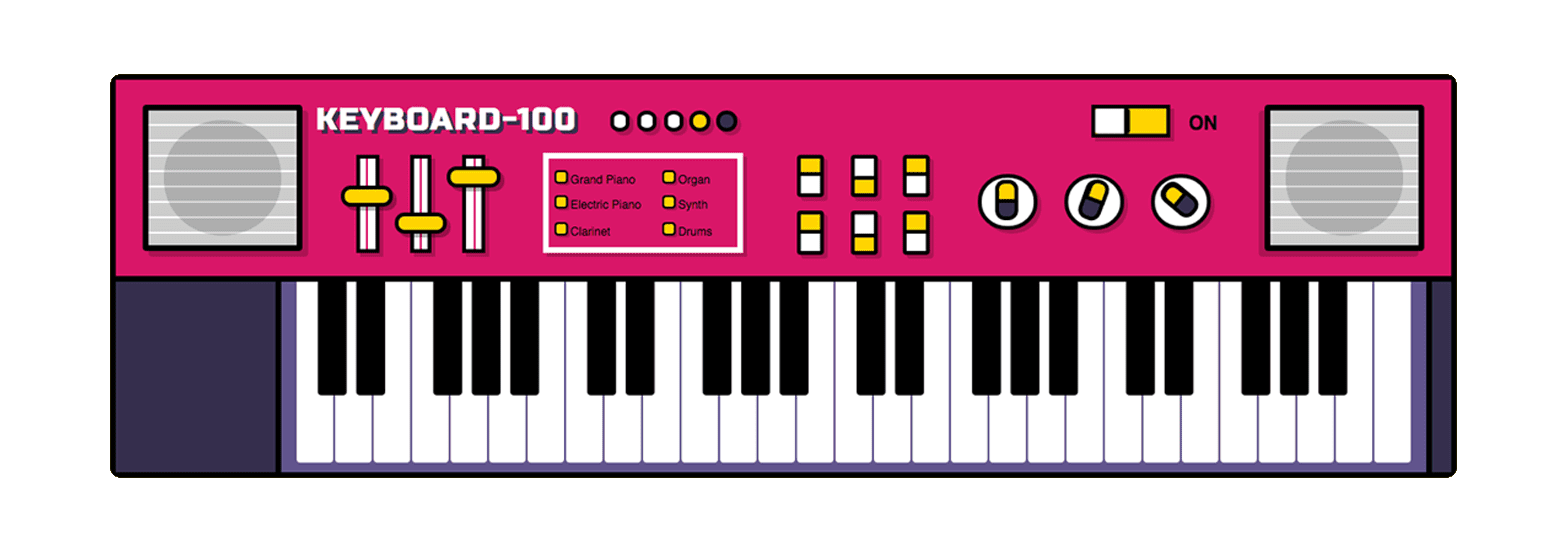 KEYBOARD-100
ON
Grand Piano
Organ
Electric Piano
Synth
Clarinet
Drums